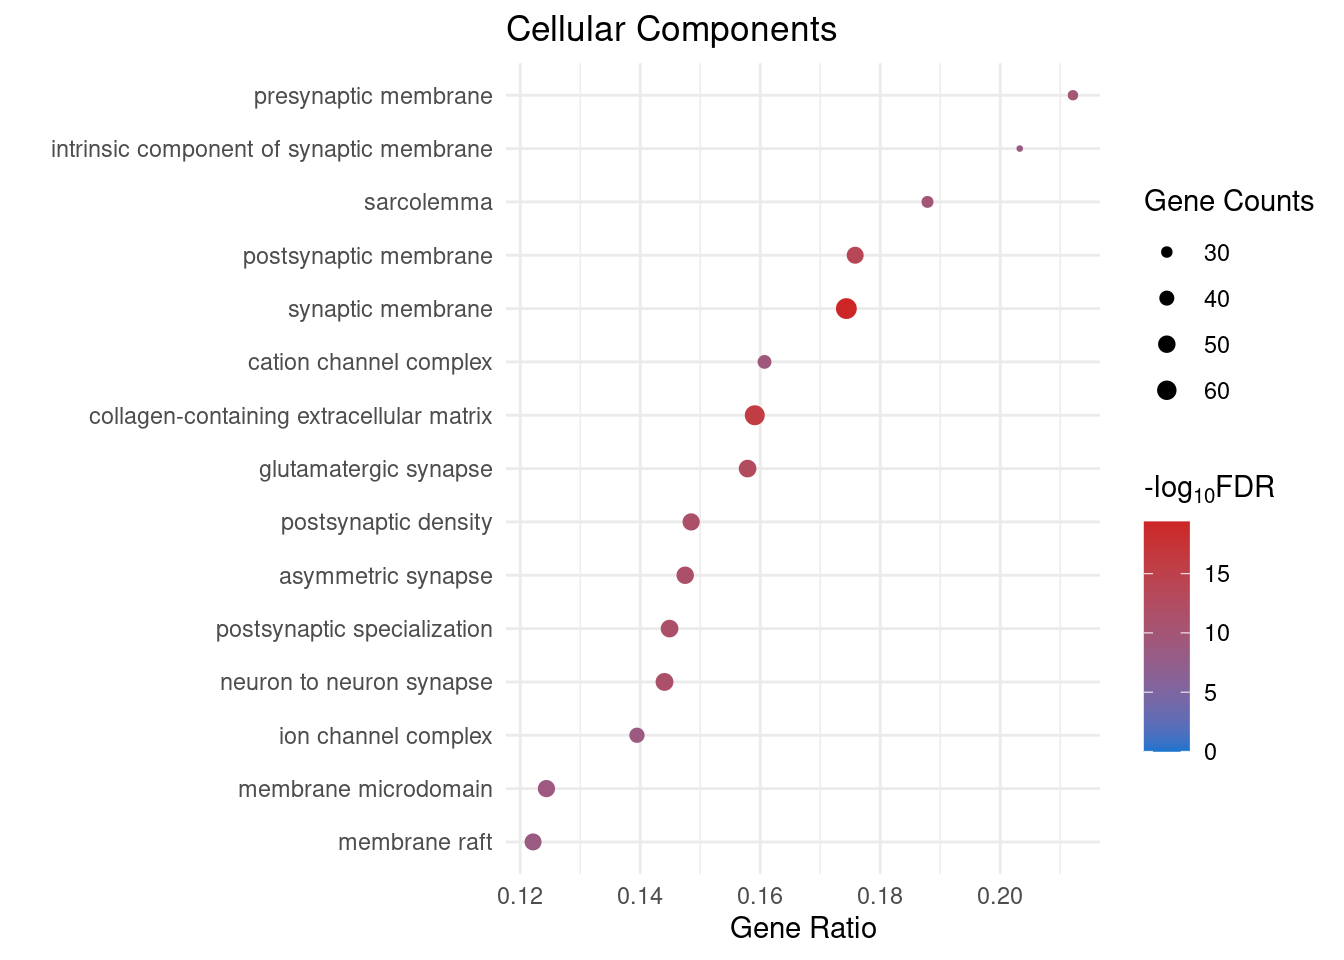 Cellular Components
presynaptic membrane
intrinsic component of synaptic membrane
sarcolemma
postsynaptic membrane
synaptic membrane
cation channel complex
collagen-containing extracellular matrix
glutamatergic synapse
postsynaptic density
asymmetric synapse
postsynaptic specialization
neuron to neuron synapse
ion channel complex
membrane microdomain
membrane raft
0.12 0.14 0.16 0.18 0.20
Gene Ratio
Gene Counts
30
40
50
60
-log₁₀FDR
15
10
5
0